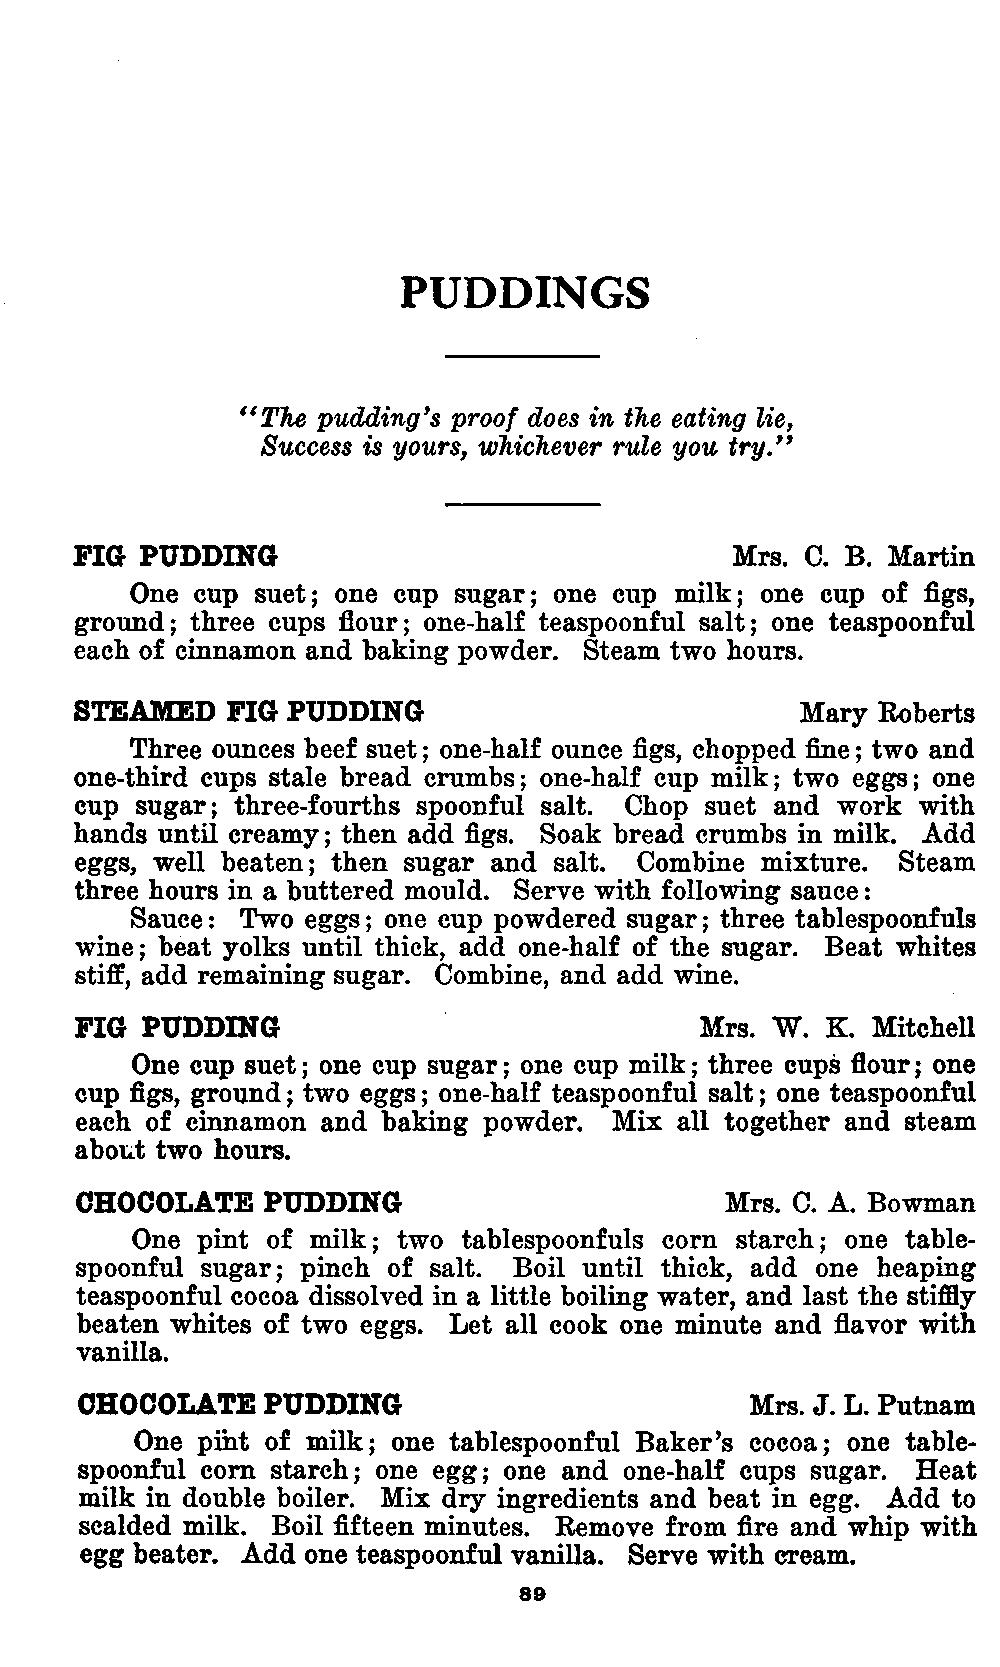 PUDDINGS
"The pudding's proof does in the eating lie,
Success is yours, whichever rule you try."
FIG PUDDING Mrs. C. B. Martin
One cup suet; one cup sugar; one cup milk; one cup of figs,
ground; three cups flour; one-half teaspoonful salt; one teaspoonful
each of cinnamon and baking powder. Steam two hours.
STEAMED FIG PUDDING Mary Roberts
Three ounces beef suet; one-half ounce figs, chopped fine; two and
one-third cups stale bread crumbs; one-half cup milk; two eggs; one
cup sugar; three-fourths spoonful salt. Chop suet and work with
hands until creamy; then add figs. Soak bread crumbs in milk. Add
eggs, well beaten; then sugar and salt. Combine mixture. Steam
three hours in a buttered mould. Serve with following sauce:
Sauce: Two eggs; one cup powdered sugar; three tablespoonfuls
wine; beat yolks until thick, add one-half of the sugar. Beat whites
stiff, add remaining sugar. Combine, and add wine.
FIG PUDDING Mrs. W. K. Mitchell
One cup suet; one cup sugar; one cup milk; three cups flour; one
cup figs, ground; two eggs; one-half teaspoonful salt; one teaspoonful
each of cinnamon and baking powder. Mix all together and steam
about two hours.
CHOCOLATE PUDDING Mrs. C. A. Bowman
One pint of milk; two tablespoonfuls corn starch; one table-
spoonful sugar; pinch of salt. Boil until thick, add one heaping
teaspoonful cocoa dissolved in a little boiling water, and last the stiffly
beaten whites of two eggs. Let all cook one minute and flavor with
vanilla.
CHOCOLATE PUDDING Mrs. J. L. Putnam
One pint of milk; one tablespoonful Baker's cocoa; one table-
spoonful corn starch; one egg; one and one-half cups sugar. Heat
milk in double boiler. Mix dry ingredients and beat in egg. Add to
scalded milk. Boil fifteen minutes. Remove from fire and whip with
egg beater. Add one teaspoonful vanilla. Serve with cream.
89